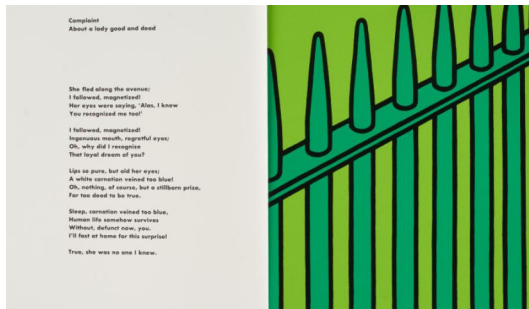 Complaint
About a lady good and dead
She fled along the avenue;
I followed, magnetized!
Her eyes were saying, 'Alas, I knew
You recognized me too!'
I followed, magnetized!
Ingenuous mouth, regretful eyes;
Oh, why did I recognise
That loyal dream of you?
Lips so pure, but old her eyes;
A white carnation veined too blue!
Oh, nothing, of course, but a stillborn prize,
Far too dead to be true.
Sleep, carnation veined too blue,
Human life somehow survives
Without, defunct now, you.
I'll fast at home for this surprise!
True, she was no one I knew.